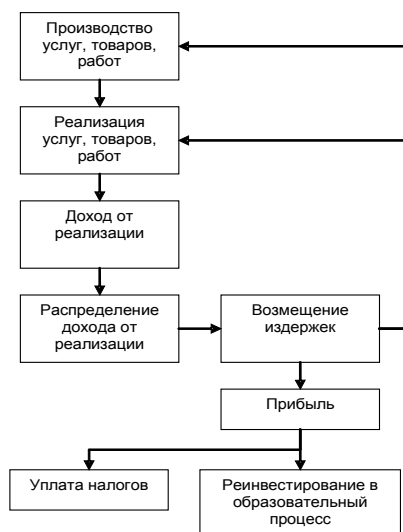 Производство
услуг, товаров,
работ
Реализация
услуг, товаров,
работ
Доход от
реализации
Распределение
дохода от
реализации
Возмещение
издержек
Прибыль
Уплата налогов
Реинвестирование в
образовательный
процесс